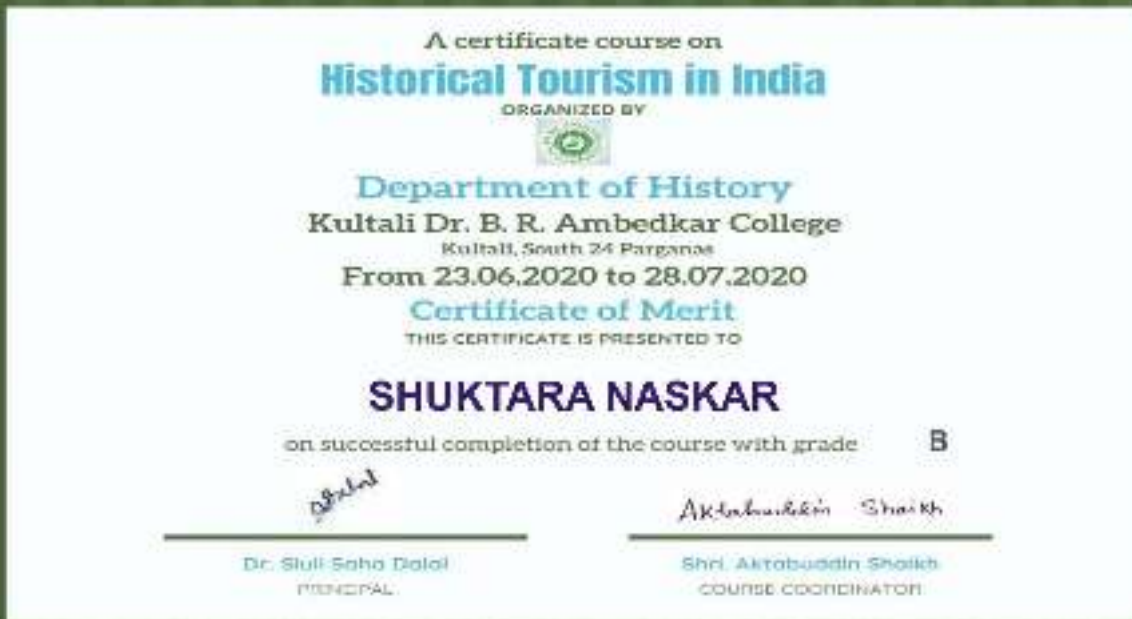 A certificate course on
Historical Tourism in India
ORGANIZED BY
Department of History
Kultali Dr. B. R. Ambedkar College
Kultali, South 24 Parganas
From 23.06.2020 to 28.07.2020
Certificate of Merit
THIS CERTIFICATE IS PRESENTED TO
SHUKTARA NASKAR
on successful completion of the course with grade B
Aktabuddin Shaikh
Dr. Siuli Saha Dalal Shri. Aktabuddin Shaikh
PRINCIPAL COURSE COORDINATOR